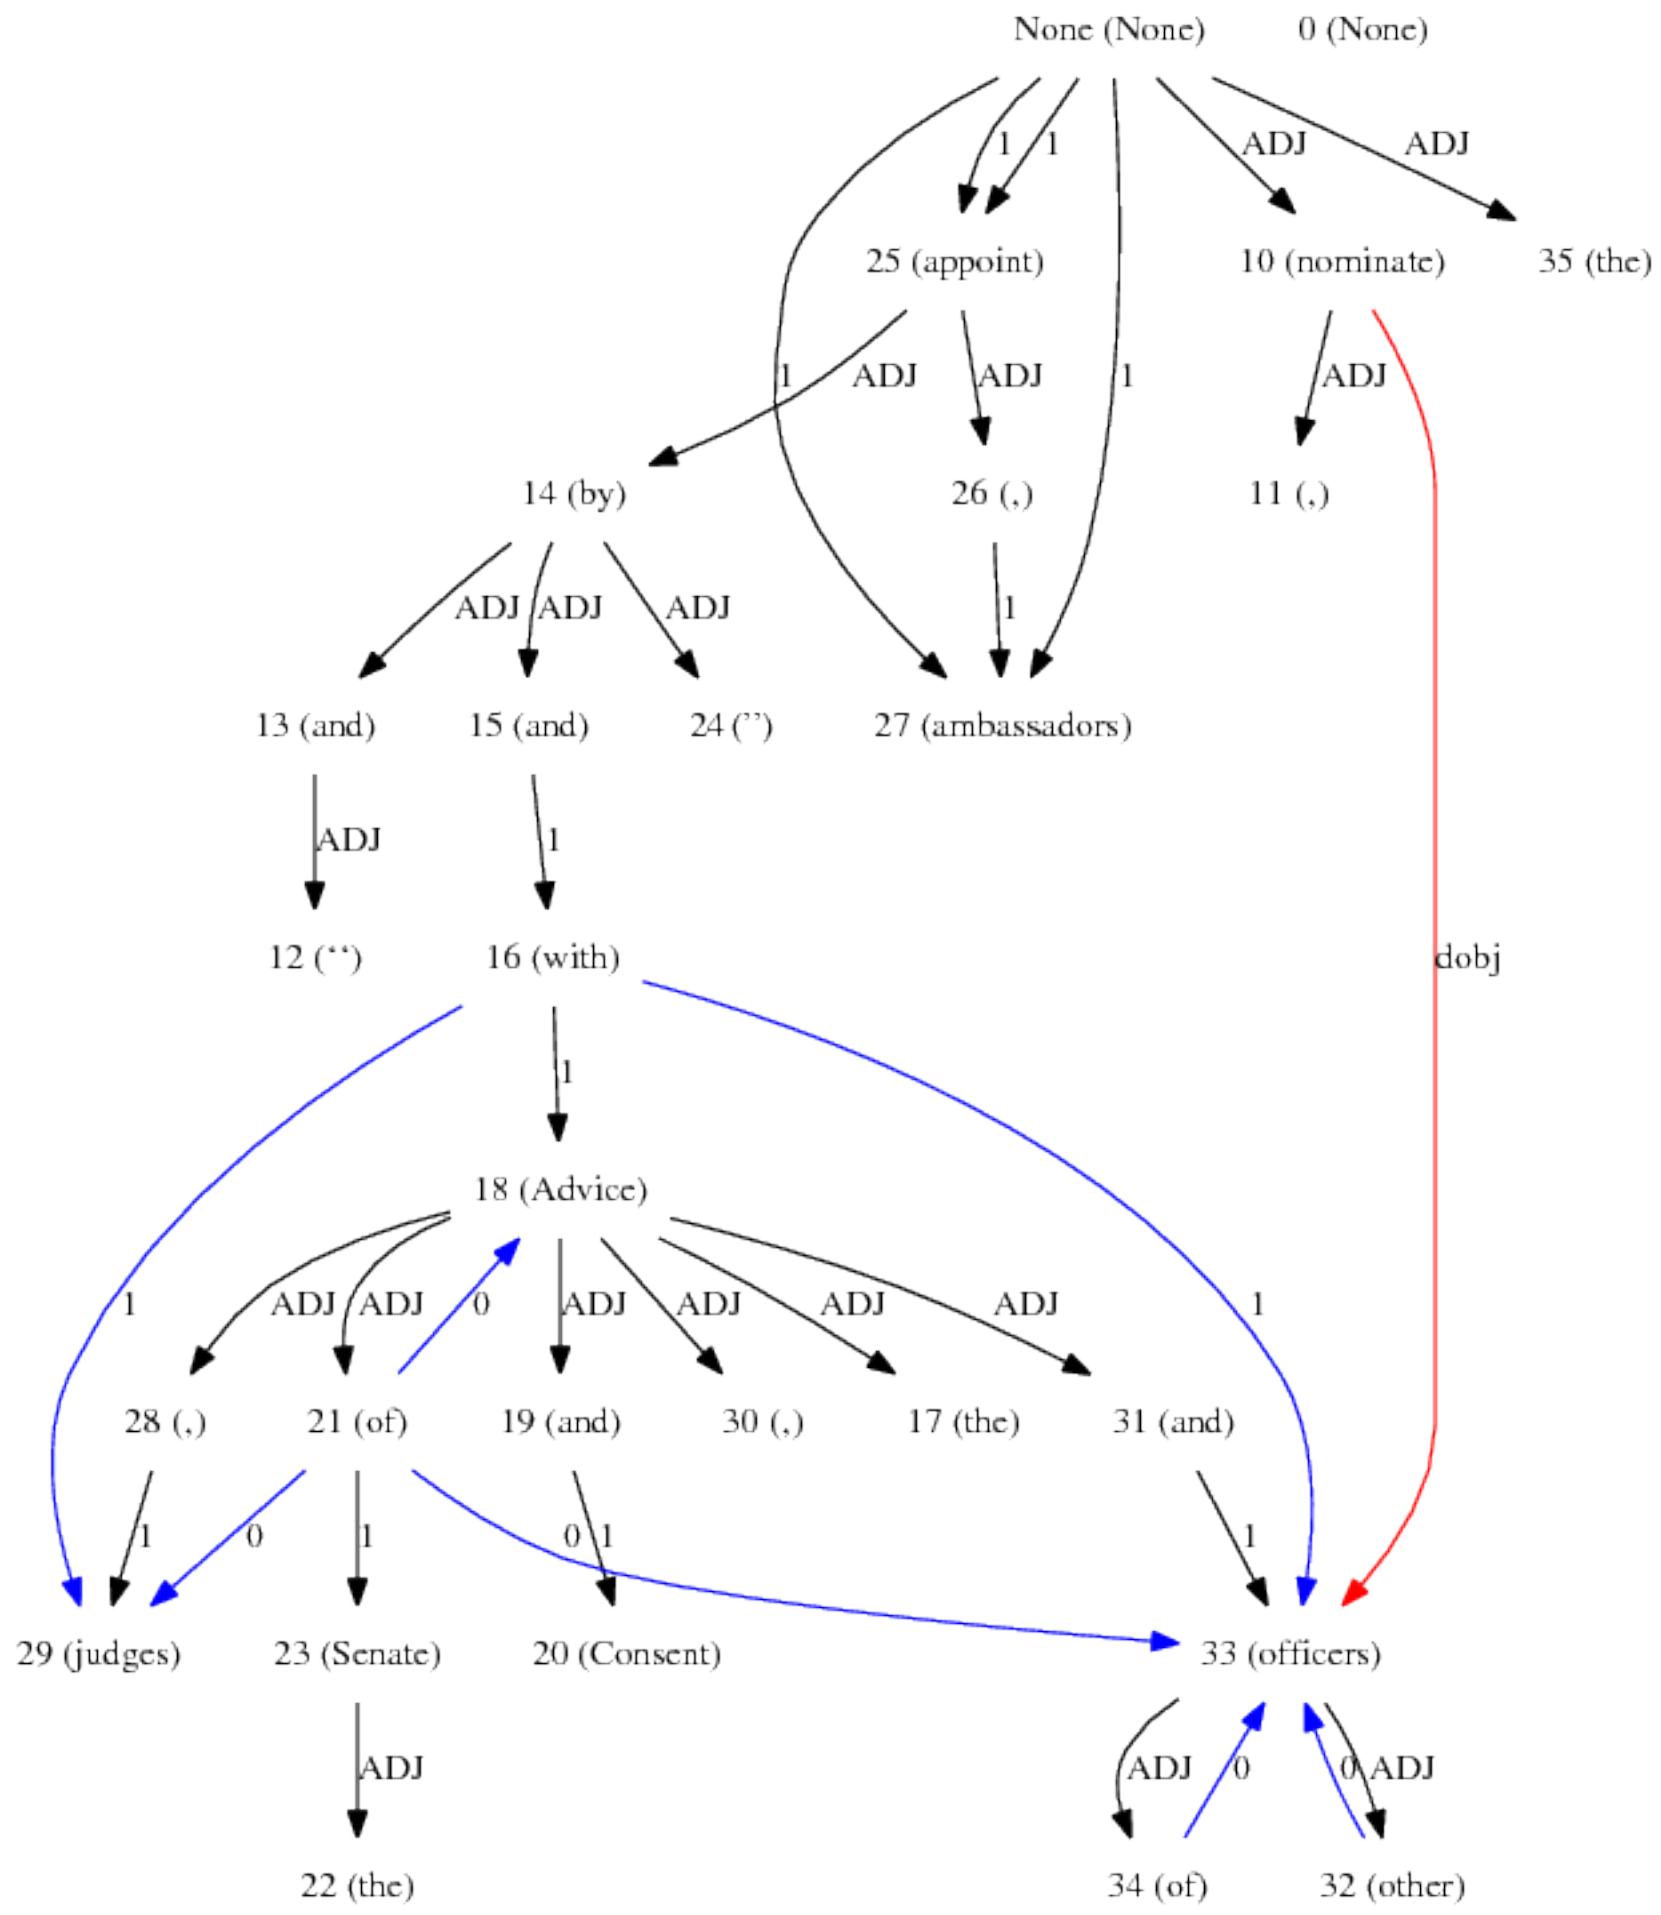 None (None) 0 (None)
1 1 ADJ ADJ
25 (appoint) 10 (nominate) 35 (the)
1 ADJ ADJ 1 ADJ
14 (by) 26 (,) 11 (,)
ADJ ADJ ADJ 1
13 (and) 15 (and) 24 (’’) 27 (ambassadors)
ADJ 1
12 (‘‘) 16 (with) dobj
1
18 (Advice)
1 ADJ ADJ 0 ADJ ADJ ADJ ADJ 1
28 (,) 21 (of) 19 (and) 30 (,) 17 (the) 31 (and)
1 0 1 0 1 1
29 (judges) 23 (Senate) 20 (Consent) 33 (officers)
ADJ ADJ 0 0 ADJ
22 (the) 34 (of) 32 (other)